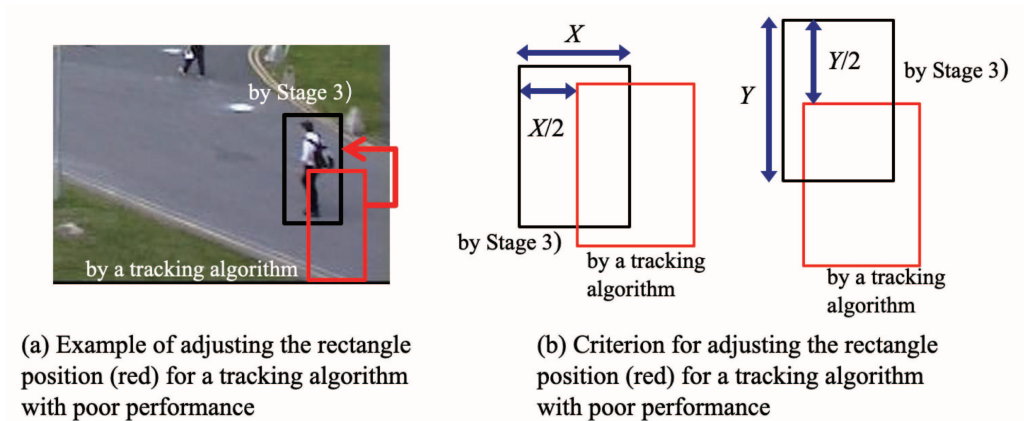 by Stage 3)
by a tracking algorithm
(a) Example of adjusting the rectangle
position (red) for a tracking algorithm
with poor performance
X
X/2
by Stage 3)
by a tracking
algorithm
Y
Y/2
by Stage 3)
by a tracking
algorithm
(b) Criterion for adjusting the rectangle
position (red) for a tracking algorithm
with poor performance